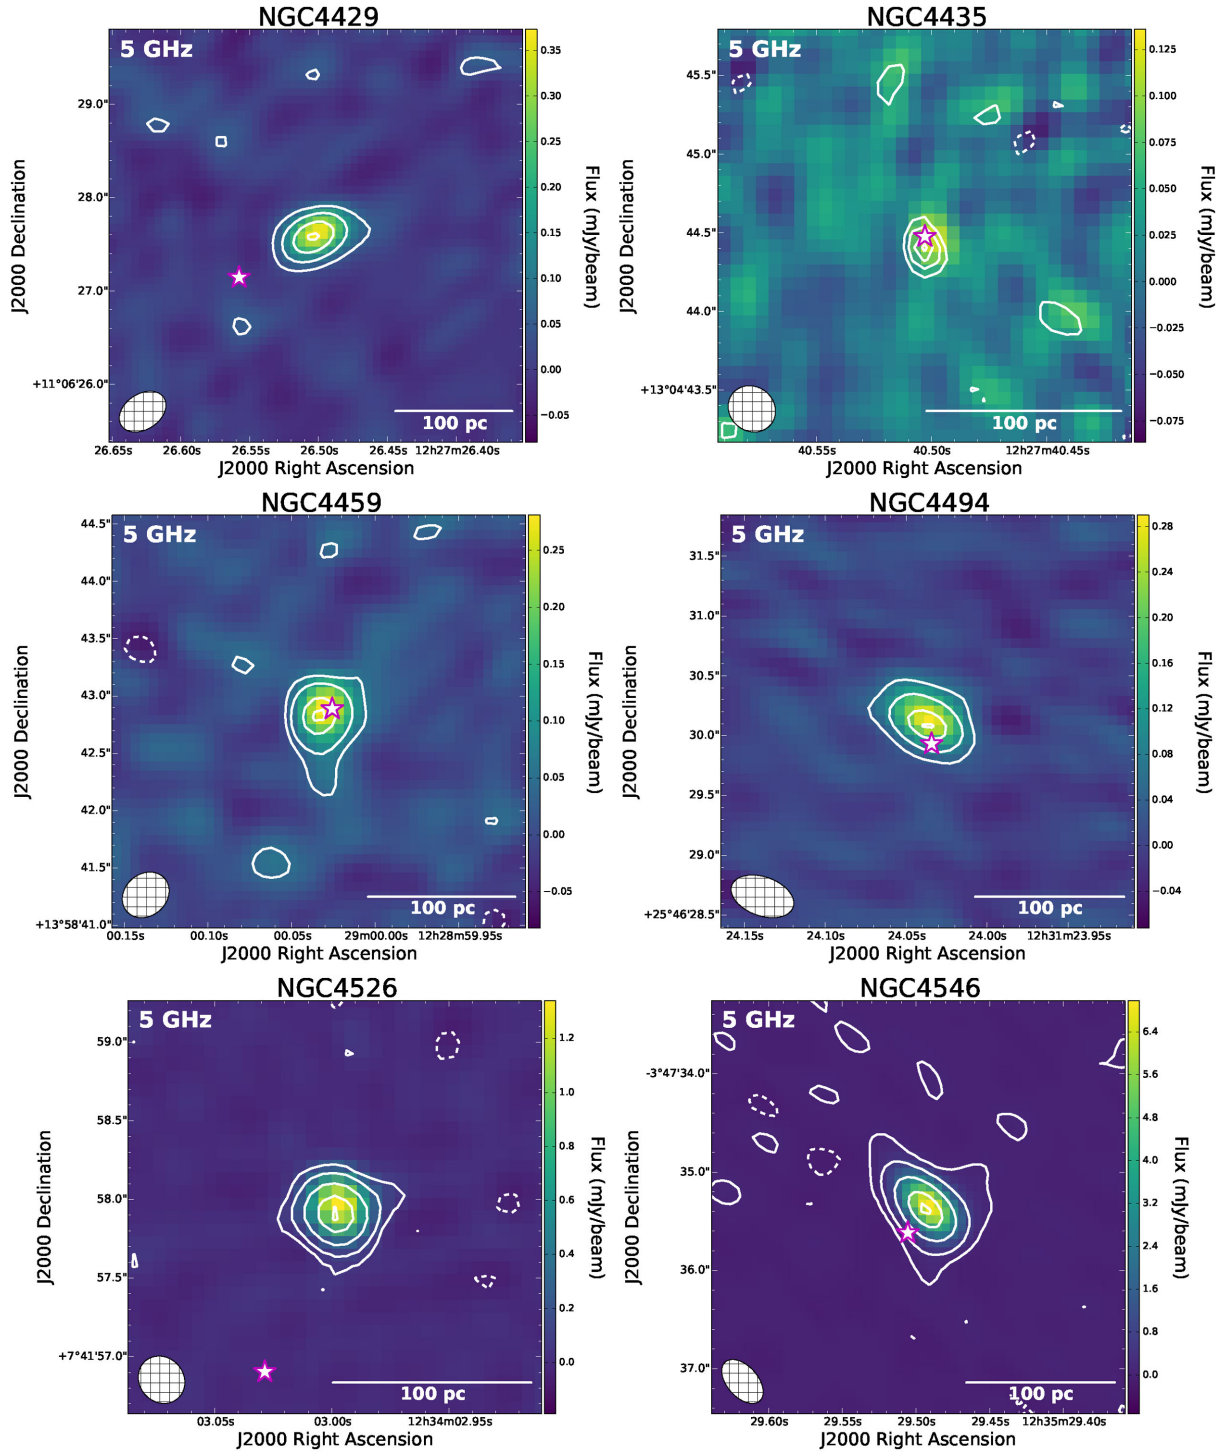 NGC4429
5 GHz
29.0"
28.0"
27.0"
+11°06'26.0"
J2000 Declination
100 pc
26.65s 26.60s 26.55s 26.50s 26.45s 12h27m26.40s
J2000 Right Ascension
0.35
0.30
0.25
0.20
0.15
0.10
0.05
0.00
−0.05
Flux (mJy/beam)
NGC4435
5 GHz
45.5"
45.0"
44.5"
44.0"
+13°04'43.5"
J2000 Declination
100 pc
40.55s 40.50s 12h27m40.45s
J2000 Right Ascension
0.125
0.100
0.075
0.050
0.025
0.000
−0.025
−0.050
−0.075
Flux (mJy/beam)
NGC4459
5 GHz
44.5"
44.0"
43.5"
43.0"
42.5"
42.0"
41.5"
+13°58'41.0"
J2000 Declination
100 pc
00.15s 00.10s 00.05s 29m00.00s 12h28m59.95s
J2000 Right Ascension
0.25
0.20
0.15
0.10
0.05
0.00
−0.05
Flux (mJy/beam)
NGC4494
5 GHz
31.5"
31.0"
30.5"
30.0"
29.5"
29.0"
+25°46'28.5"
J2000 Declination
100 pc
24.15s 24.10s 24.05s 24.00s 12h31m23.95s
J2000 Right Ascension
0.28
0.24
0.20
0.16
0.12
0.08
0.04
0.00
−0.04
Flux (mJy/beam)
NGC4526
5 GHz
59.0"
58.5"
58.0"
57.5"
+7°41'57.0"
J2000 Declination
100 pc
03.05s 03.00s 12h34m02.95s
J2000 Right Ascension
1.2
1.0
0.8
0.6
0.4
0.2
0.0
Flux (mJy/beam)
NGC4546
5 GHz
-3°47'34.0"
35.0"
36.0"
37.0"
J2000 Declination
100 pc
29.60s 29.55s 29.50s 29.45s 12h35m29.40s
J2000 Right Ascension
6.4
5.6
4.8
4.0
3.2
2.4
1.6
0.8
0.0
Flux (mJy/beam)